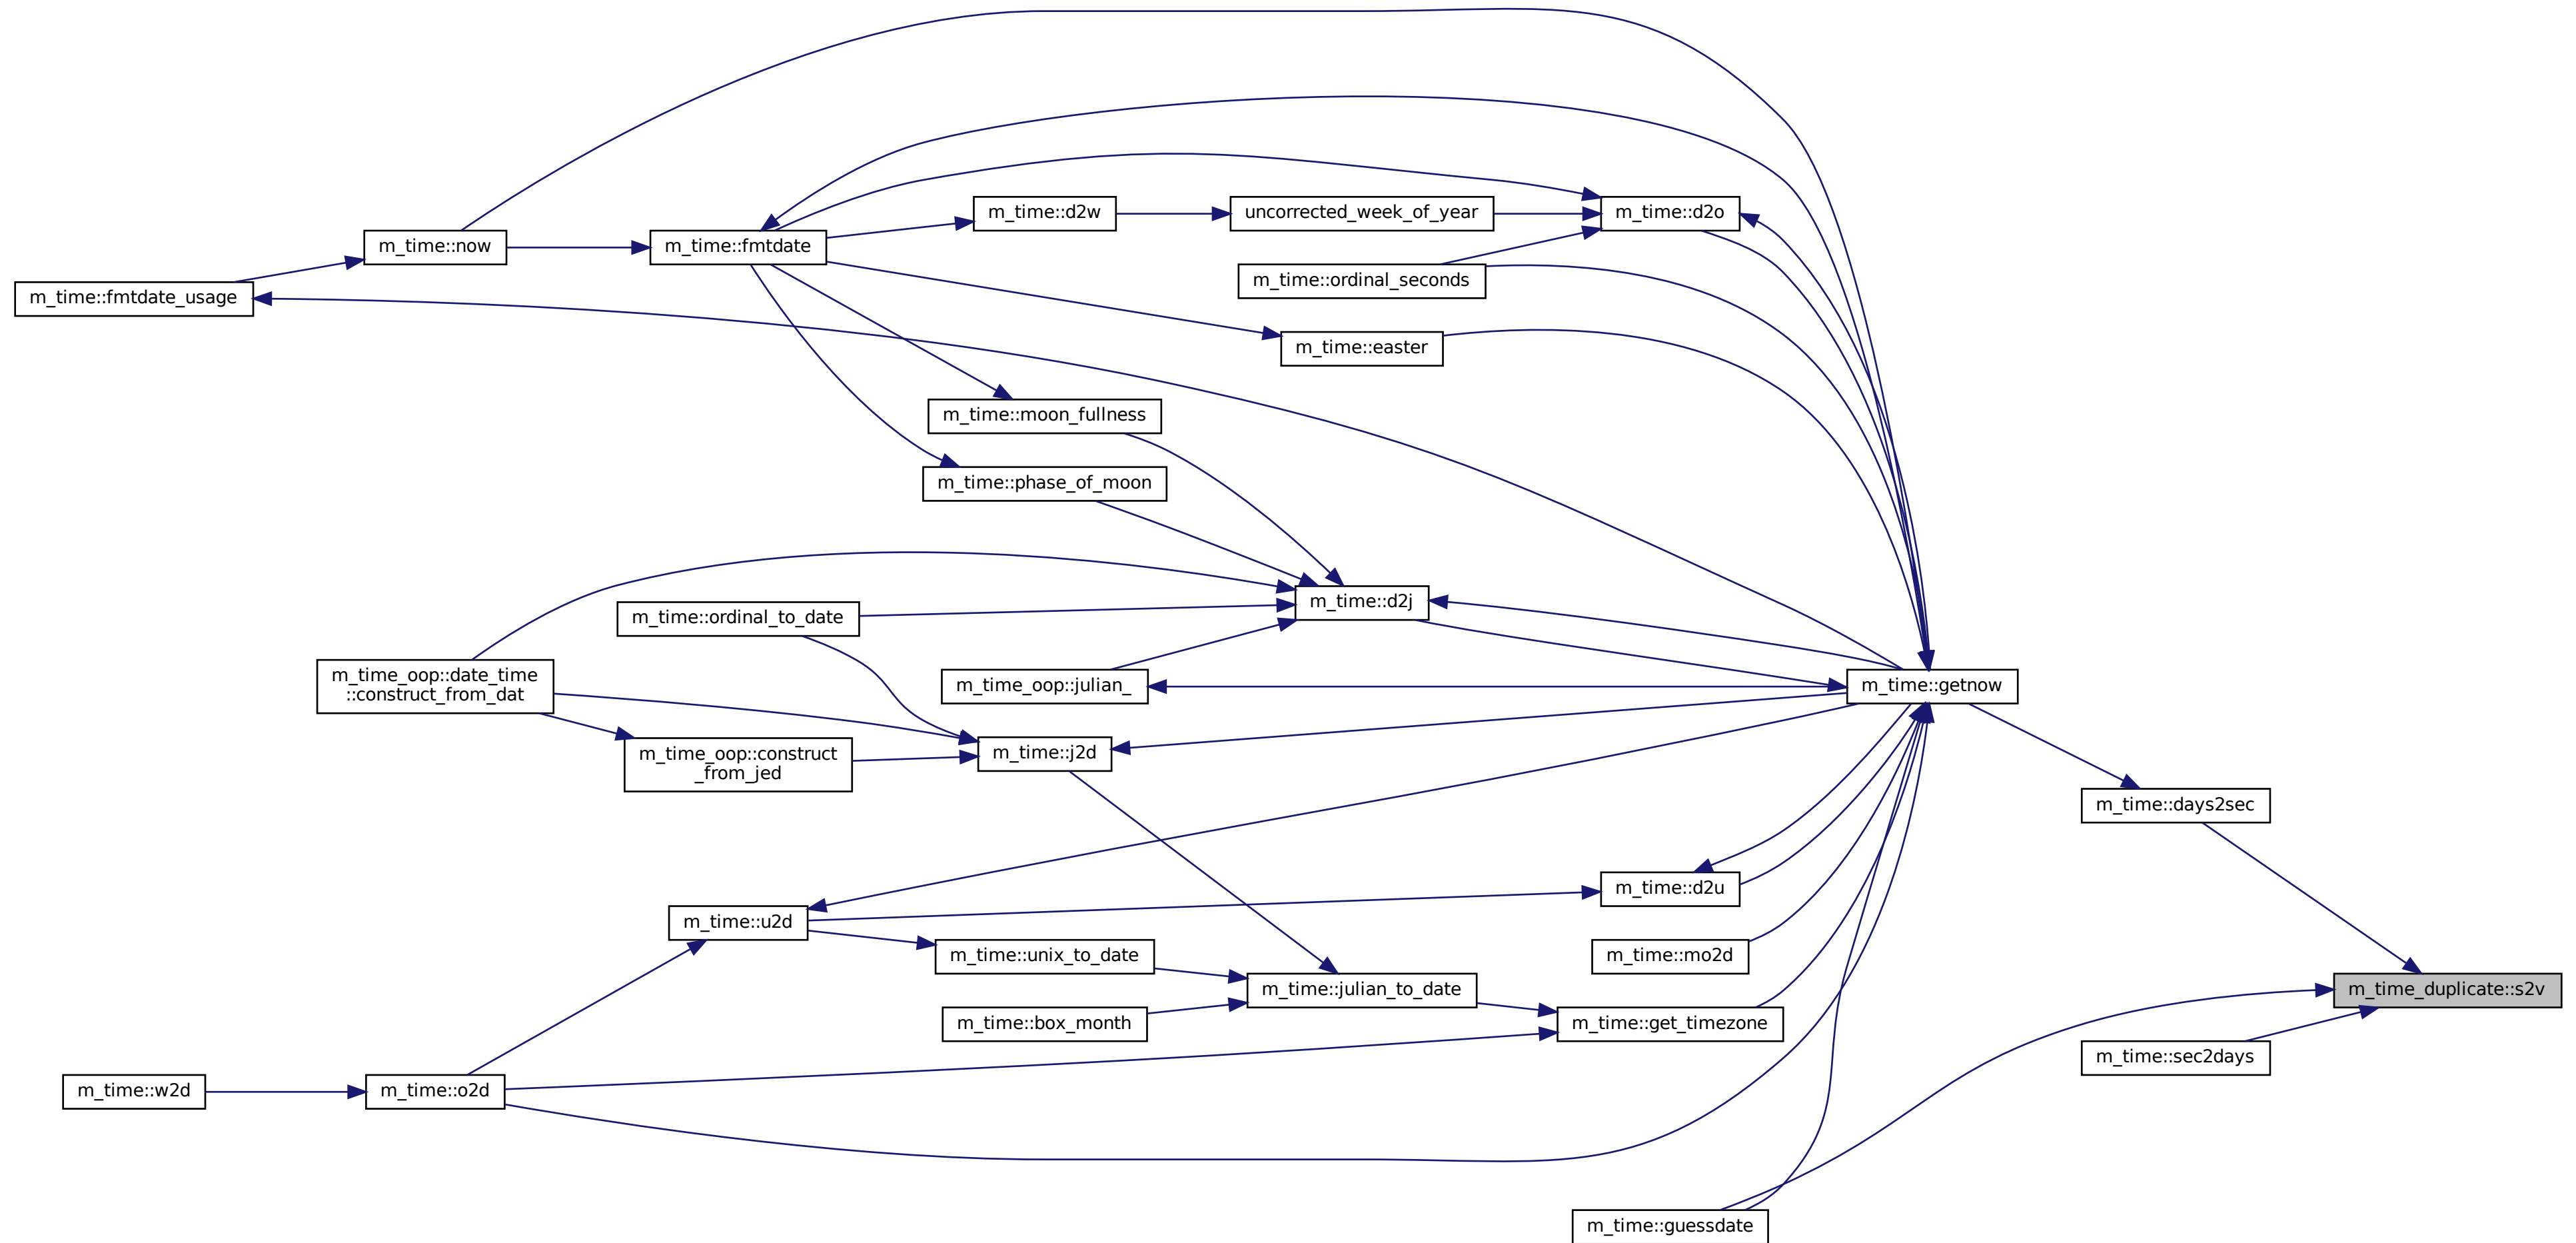 m_time::d2w
uncorrected_week_of_year
m_time::d2o
m_time::now
m_time::fmtdate
m_time::ordinal_seconds
m_time::fmtdate_usage
m_time::easter
m_time::moon_fullness
m_time::phase_of_moon
m_time::d2j
m_time::ordinal_to_date
m_time_oop::date_time
::construct_from_dat
m_time_oop::julian_
m_time::getnow
m_time_oop::construct
_from_jed
m_time::j2d
m_time::days2sec
m_time::d2u
m_time::u2d
m_time::unix_to_date
m_time::mo2d
m_time::julian_to_date
m_time_duplicate::s2v
m_time::box_month
m_time::get_timezone
m_time::sec2days
m_time::w2d
m_time::o2d
m_time::guessdate